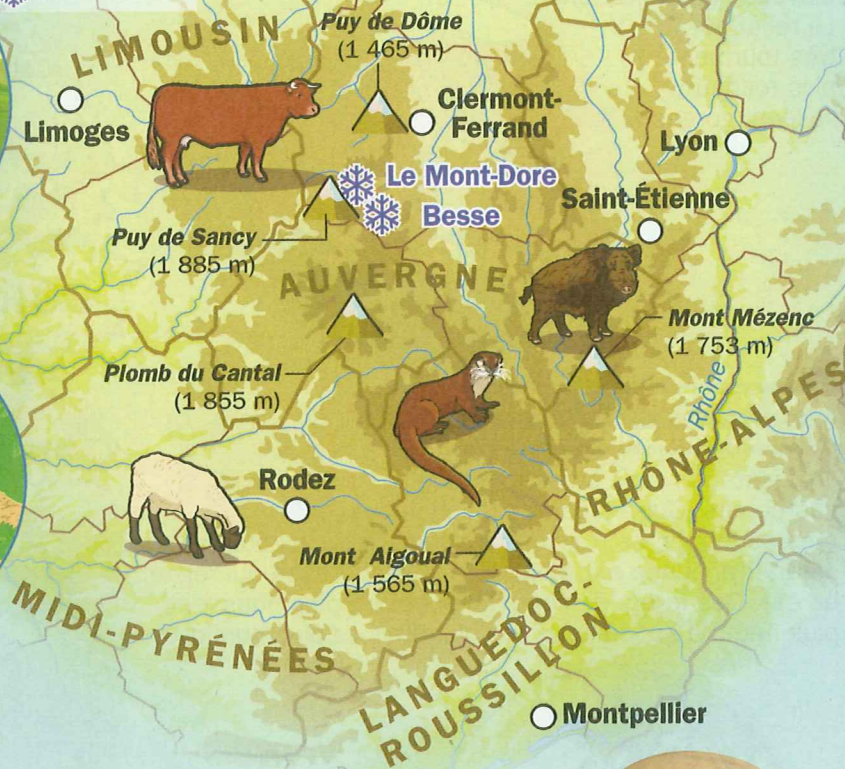 Puy de Dôme
(1 465 m)
LIMOUSIN
Limoges
Clermont-
Ferrand
Lyon
Le Mont-Dore
Besse
Saint-Étienne
Puy de Sancy
(1 885 m)
AUVERGNE
Mont Mézenc
(1 753 m)
Plomb du Cantal
(1 855 m)
Rhône
RHÔNE-ALPES
Rodez
Mont Aigoual
(1 565 m)
MIDI-PYRÉNÉES
LANGUEDOC-
ROUSSILLON
Montpellier